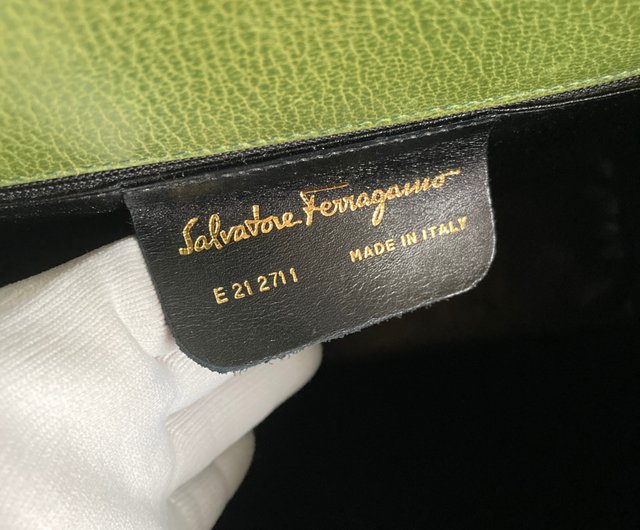 Salvatore Ferragamo
E 21 2711 MADE IN ITALY